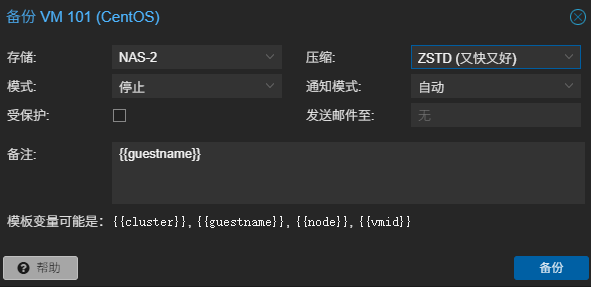 备份 VM 101 (CentOS)
存储: NAS-2 压缩: ZSTD (又快又好)
模式: 停止 通知模式: 自动
受保护: 发送邮件至: 无
备注: {{guestname}}
模板变量可能是: {{cluster}}, {{guestname}}, {{node}}, {{vmid}}
帮助 备份